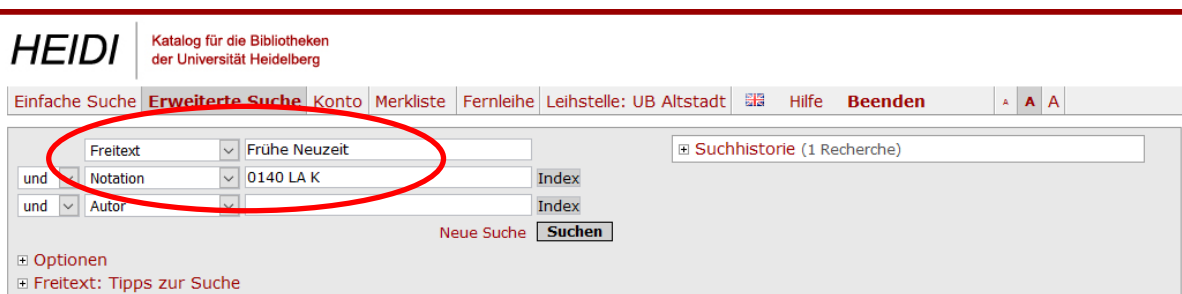 HEIDI Katalog für die Bibliotheken
der Universität Heidelberg
Einfache Suche Erweiterte Suche Konto Merkliste Fernleihe Leihstelle: UB Altstadt Hilfe Beenden A A A
Freitext Frühe Neuzeit Suchhistorie (1 Recherche)
und Notation 0140 LA K Index
und Autor Index
Neue Suche Suchen
Optionen
Freitext: Tipps zur Suche